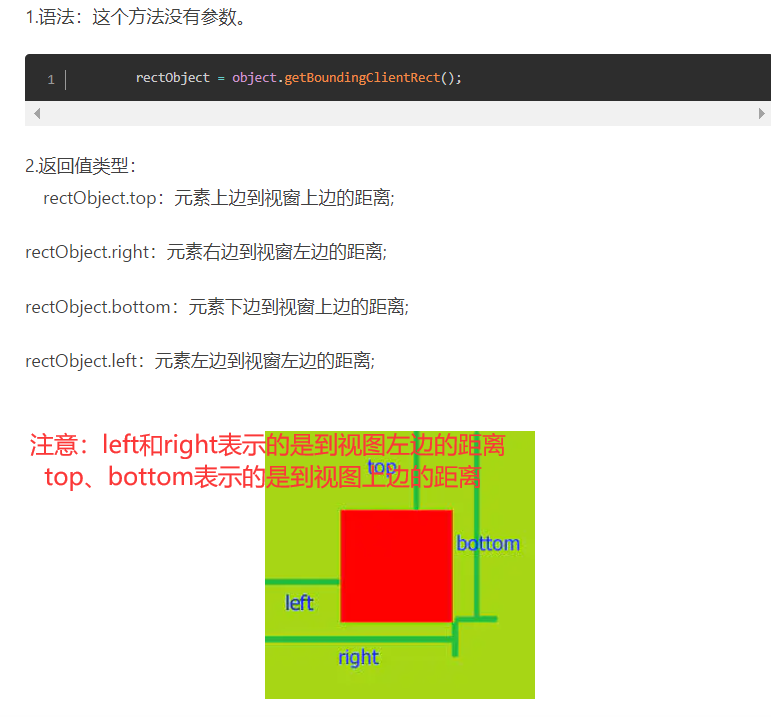 1.语法：这个方法没有参数。
1 rectObject = object.getBoundingClientRect();
2.返回值类型：
rectObject.top：元素上边到视窗上边的距离;
rectObject.right：元素右边到视窗左边的距离;
rectObject.bottom：元素下边到视窗上边的距离;
rectObject.left：元素左边到视窗左边的距离;
注意：left和right表示的是到视图左边的距离
top、bottom表示的是到视图上边的距离
top
bottom
left
right